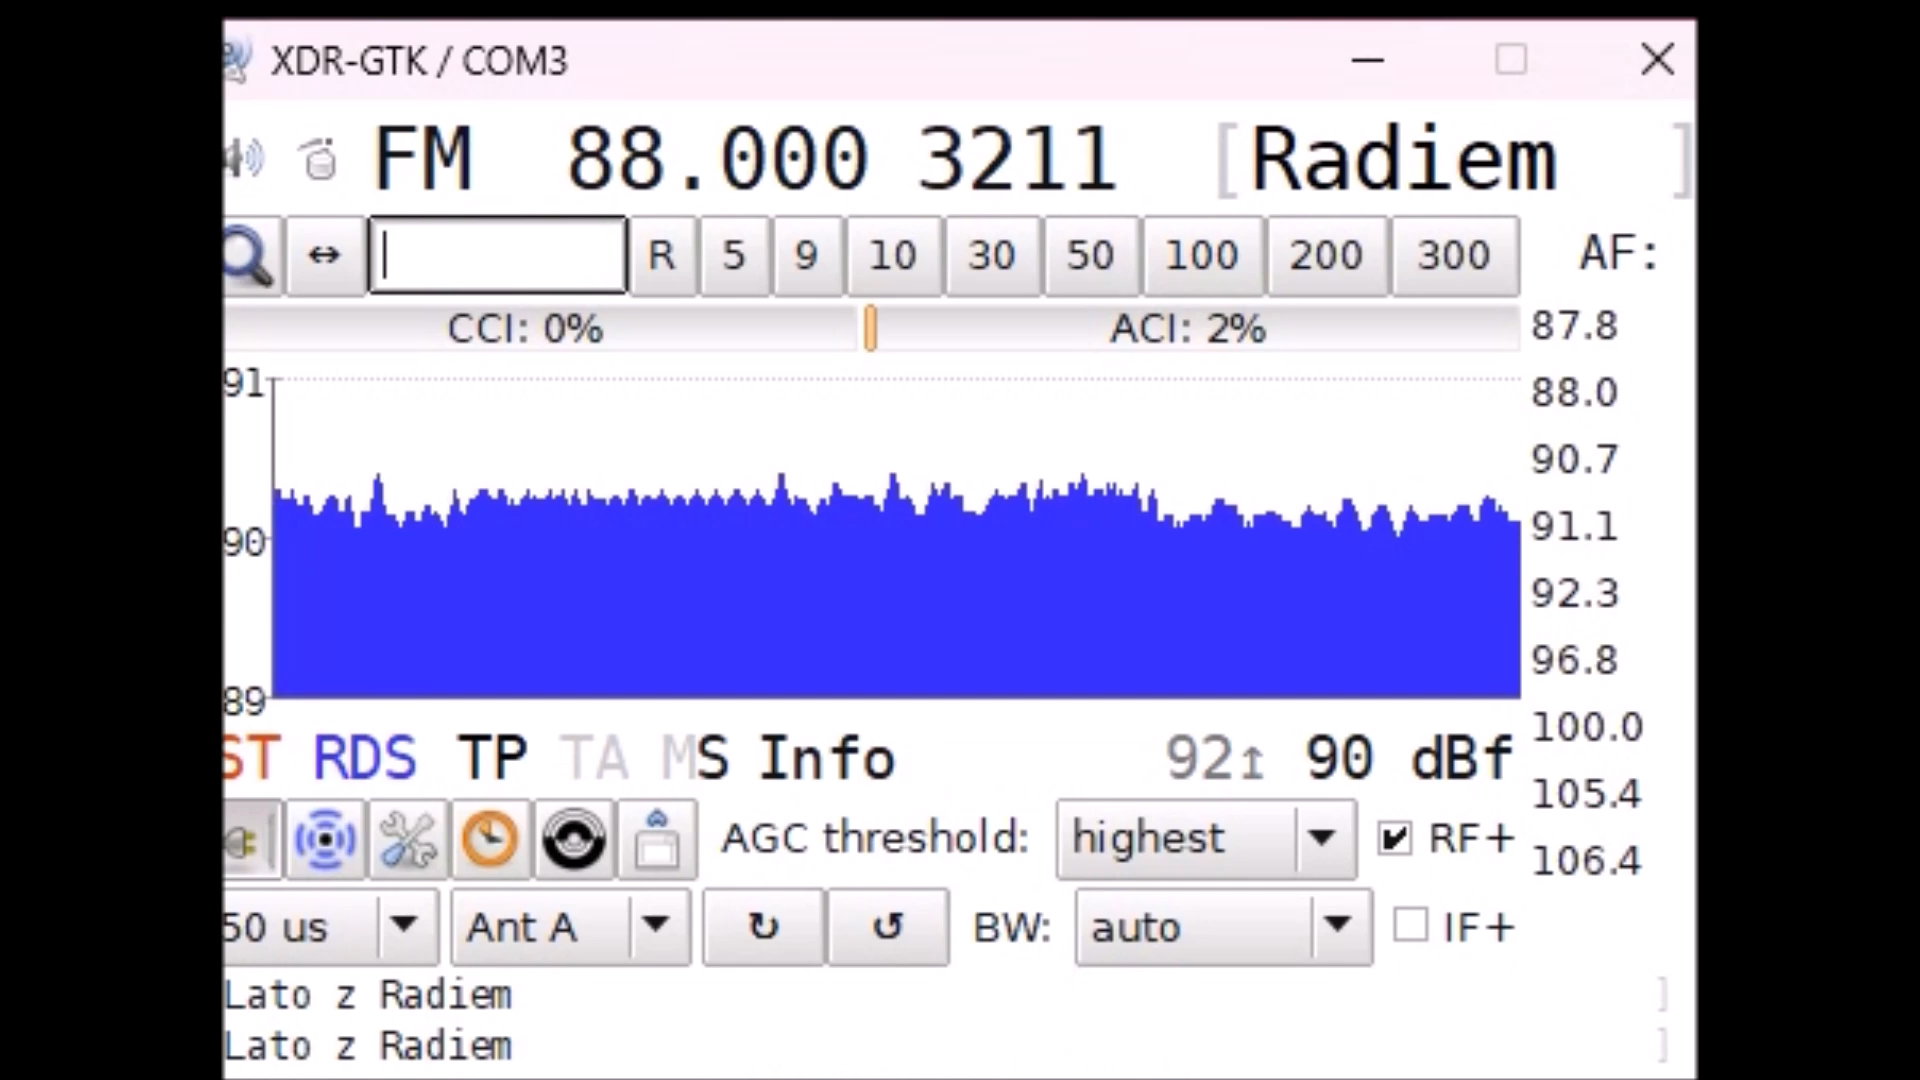 XDR-GTK / COM3
FM 88.000 3211 [Radiem ]
R 5 9 10 30 50 100 200 300 AF:
CCI: 0% ACI: 2% 87.8
91 88.0
90.7
90 91.1
92.3
96.8
89
100.0
ST RDS TP TA MS Info 92↥ 90 dBf
105.4
AGC threshold: highest RF+
106.4
50 us Ant A ↻ ↺ BW: auto IF+
Lato z Radiem ]
Lato z Radiem ]